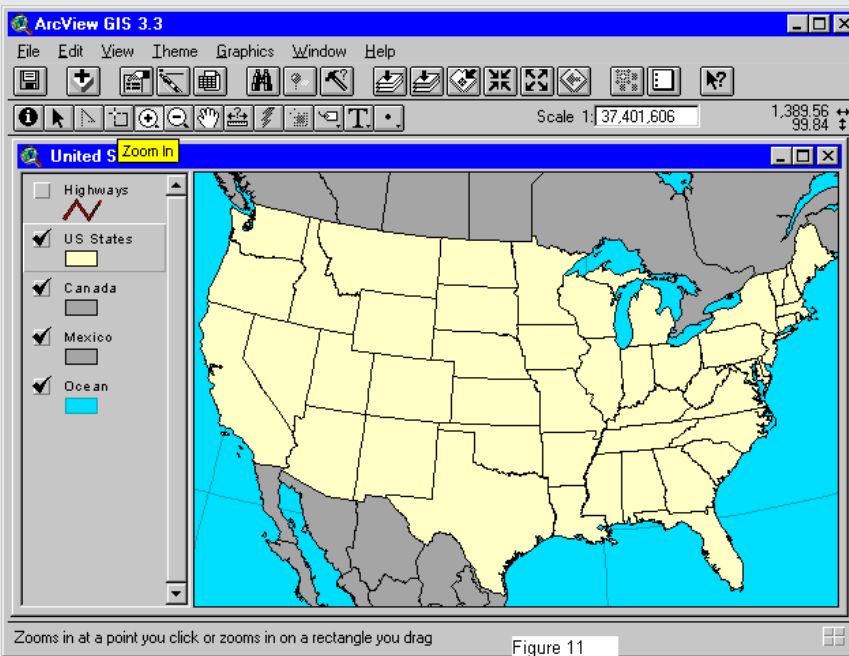 ArcView GIS 3.3
File Edit View Theme Graphics Window Help
Scale 1: 37,401,606
1,389.56
99.84
United S
Zoom In
Highways
US States
Canada
Mexico
Ocean
Zooms in at a point you click or zooms in on a rectangle you drag
Figure 11